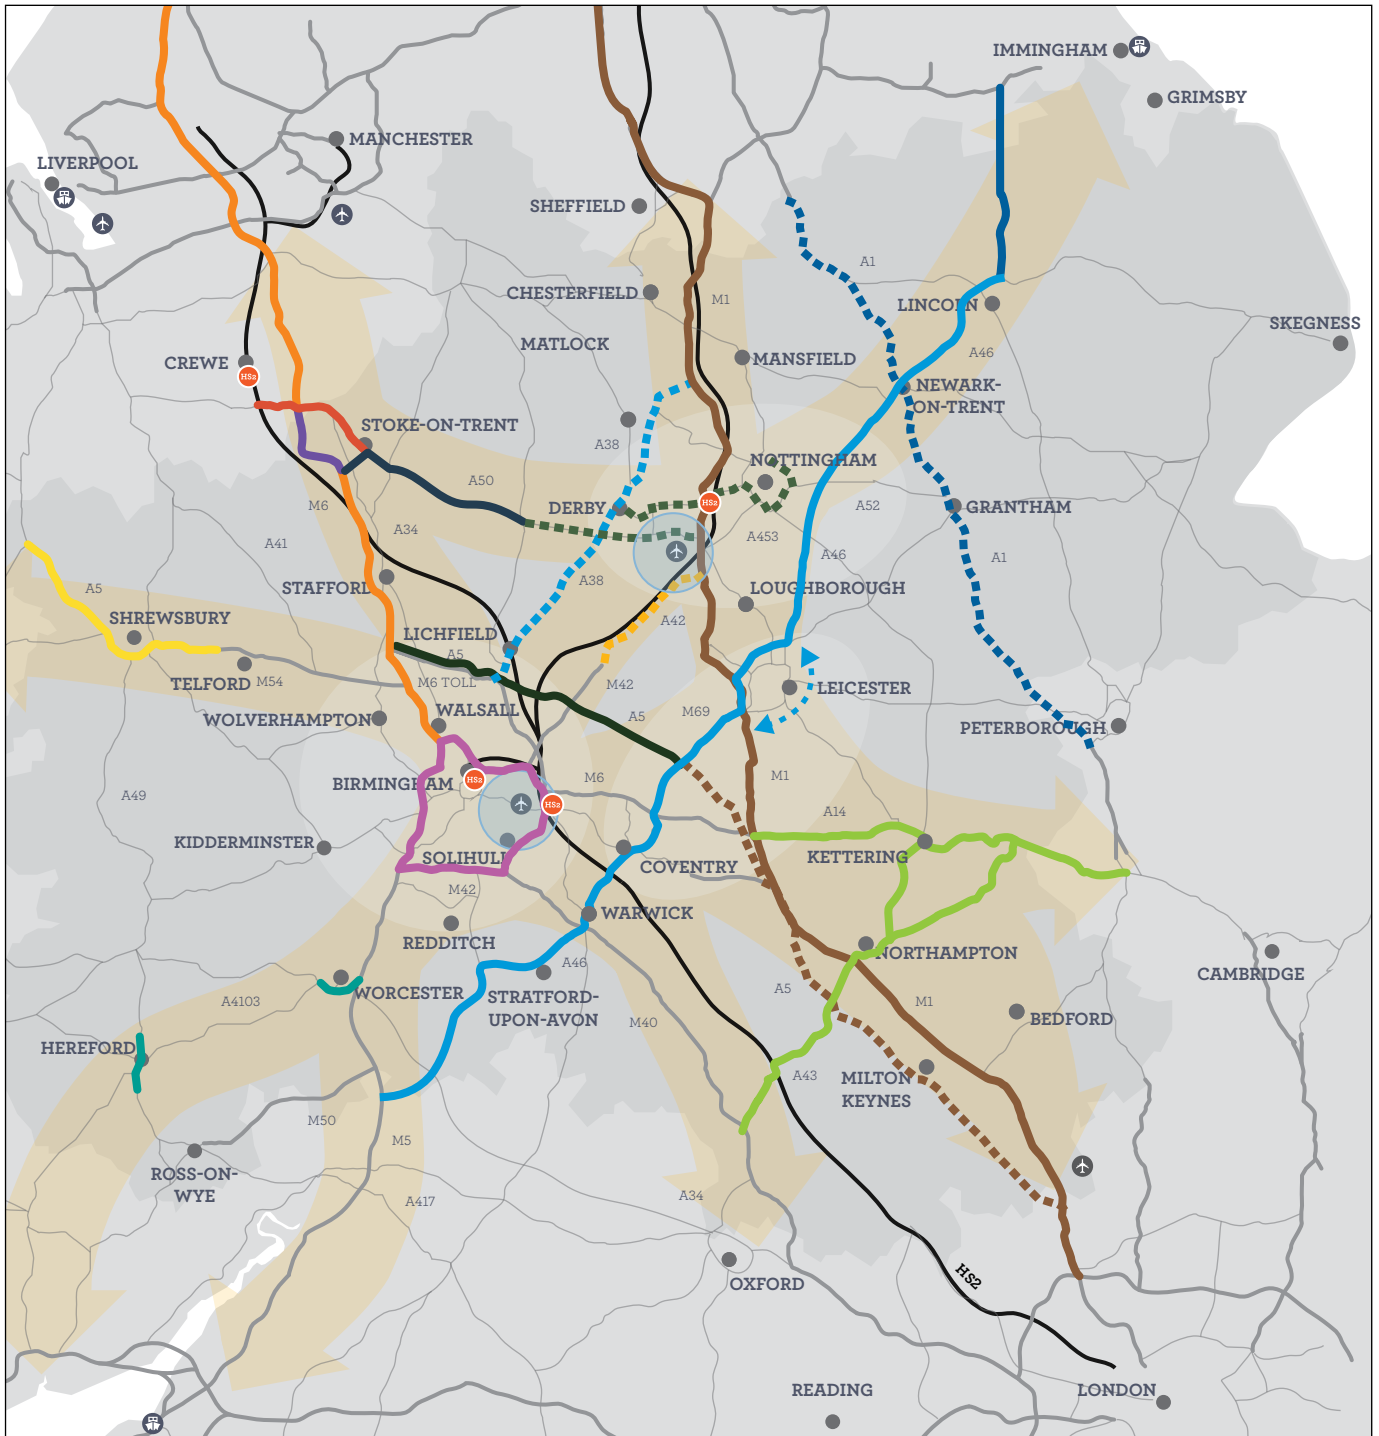 IMMINGHAM
GRIMSBY
MANCHESTER
LIVERPOOL
SHEFFIELD
A1
CHESTERFIELD
M1
LINCOLN
SKEGNESS
MATLOCK
A46
MANSFIELD
CREWE
HS2
NEWARK-
ON-TRENT
STOKE-ON-TRENT
A38
NOTTINGHAM
A50
HS2
M6
DERBY
A52
GRANTHAM
A34
A453
A41
A46
A1
A38
STAFFORD
A5
LOUGHBOROUGH
SHREWSBURY
A42
LICHFIELD
A5
TELFORD
M54
M6 TOLL
M42
LEICESTER
WALSALL
M69
WOLVERHAMPTON
A5
PETERBOROUGH
BIRMINGHAM
HS2
M6
M1
A49
HS2
A14
KIDDERMINSTER
SOLIHULL
KETTERING
COVENTRY
M42
WARWICK
REDDITCH
NORTHAMPTON
A46
CAMBRIDGE
WORCESTER
STRATFORD-
UPON-AVON
A5
A4103
M1
M40
BEDFORD
HEREFORD
A43
MILTON
KEYNES
M50
M5
ROSS-ON-
WYE
A417
A34
HS2
OXFORD
READING
LONDON